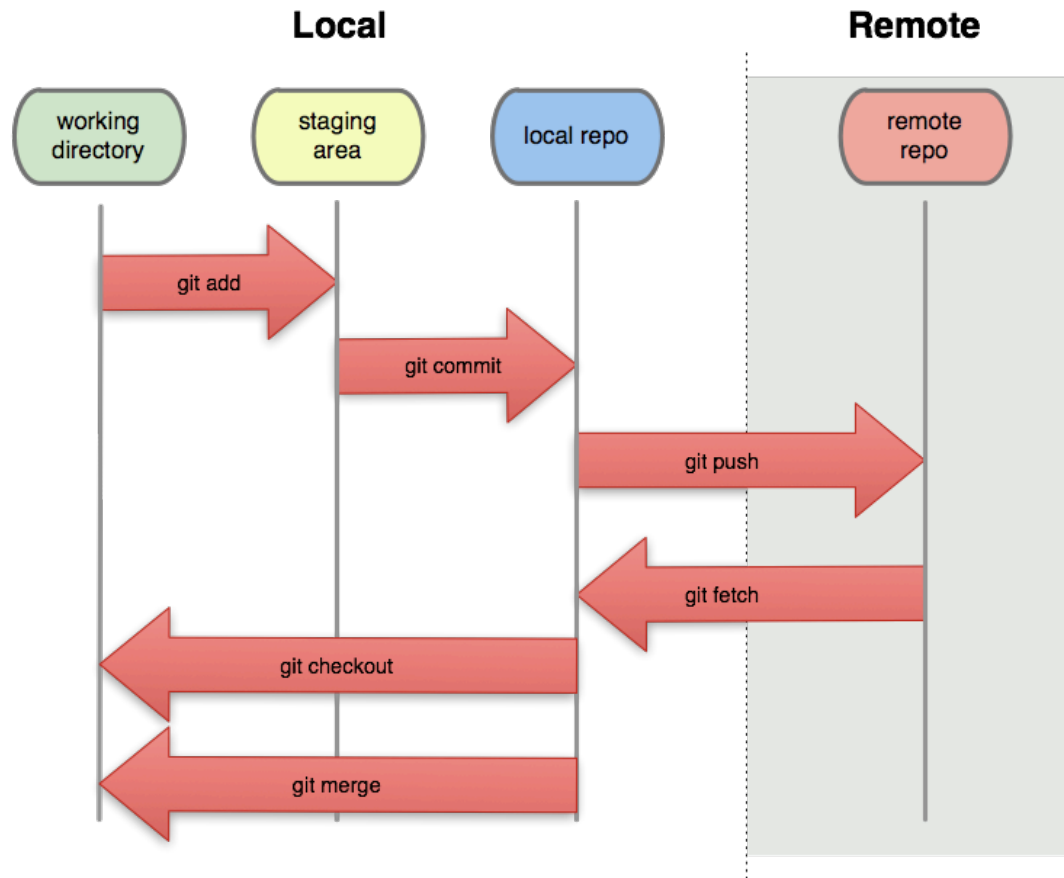 Local
Remote
working
directory
staging
area
local repo
remote
repo
git add
git commit
git push
git fetch
git checkout
git merge